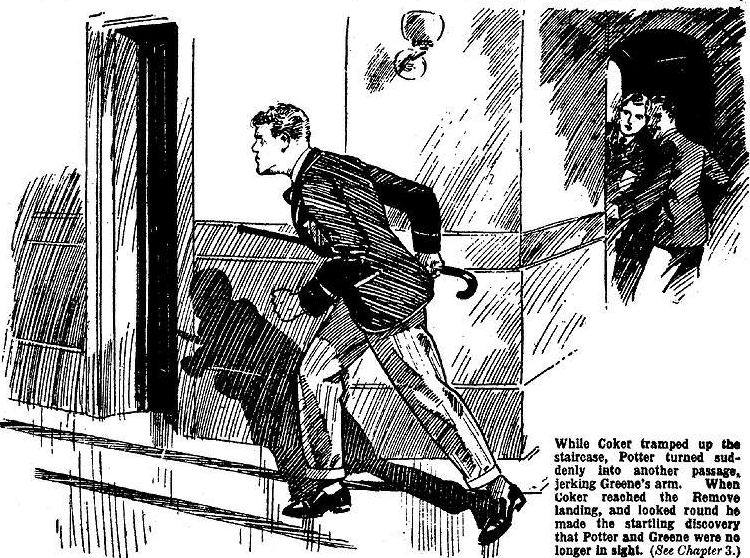 While Coker tramped up the
staircase, Potter turned sud-
denly into another passage,
jerking Greene's arm. When
Coker reached the Remove
landing, and looked round he
made the startling discovery
that Potter and Greene were no
longer in sight. (See Chapter 3.)